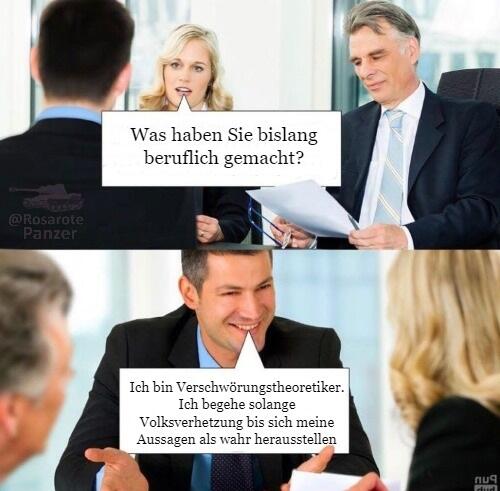 Was haben Sie bislang
beruflich gemacht?
@Rosarote
Panzer
Ich bin Verschwörungstheoretiker.
Ich begehe solange
Volksverhetzung bis sich meine
Aussagen als wahr herausstellen